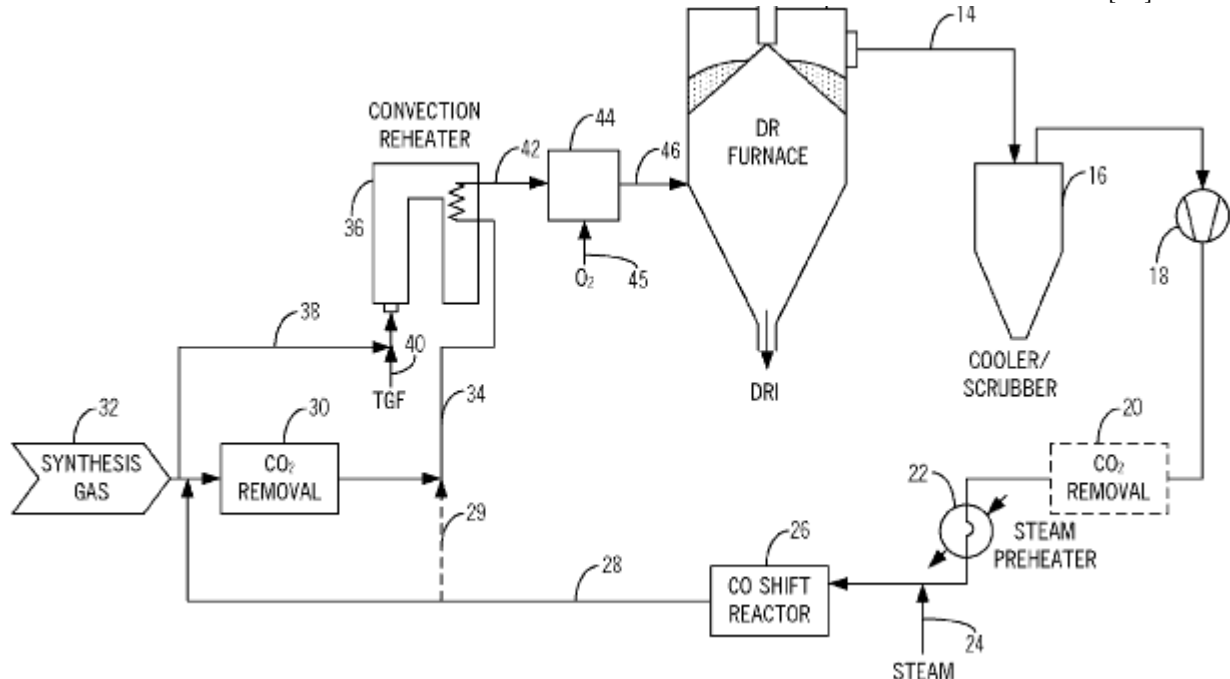 14
CONVECTION
REHEATER
44
42
46
DR
FURNACE
16
36
18
O₂
45
38
40
TGF
34
DRI
COOLER/
SCRUBBER
32
30
20
SYNTHESIS
GAS
CO₂
REMOVAL
CO₂
REMOVAL
22
29
STEAM
PREHEATER
26
28
CO SHIFT
REACTOR
24
STEAM